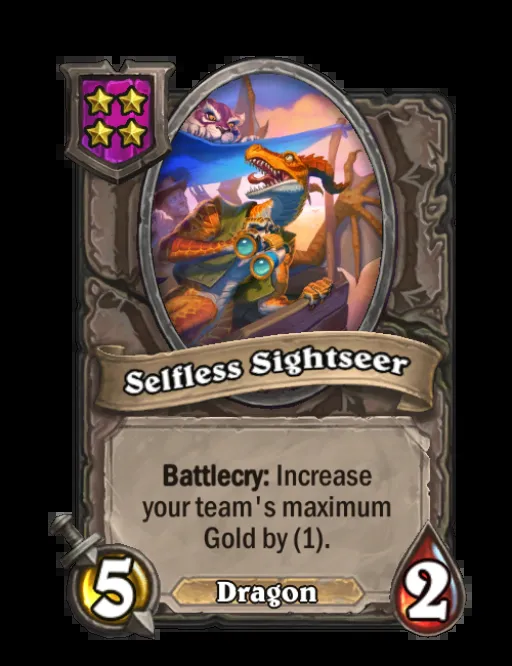 Selfless Sightseer
Battlecry: Increase
your team's maximum
Gold by (1).
5
Dragon
2